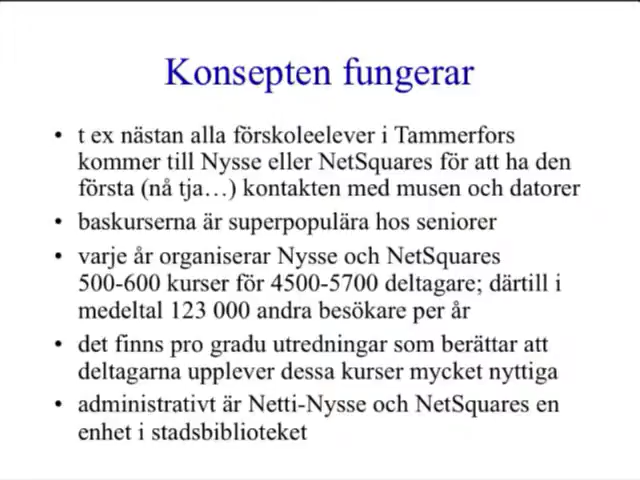 Konsepten fungerar
• t ex nästan alla förskoleelever i Tammerfors
kommer till Nysse eller NetSquares för att ha den
första (nå tja…) kontakten med musen och datorer
• baskurserna är superpopulära hos seniorer
• varje år organiserar Nysse och NetSquares
500-600 kurser för 4500-5700 deltagare; därtill i
medeltal 123 000 andra besökare per år
• det finns pro gradu utredningar som berättar att
deltagarna upplever dessa kurser mycket nyttiga
• administrativt är Netti-Nysse och NetSquares en
enhet i stadsbiblioteket